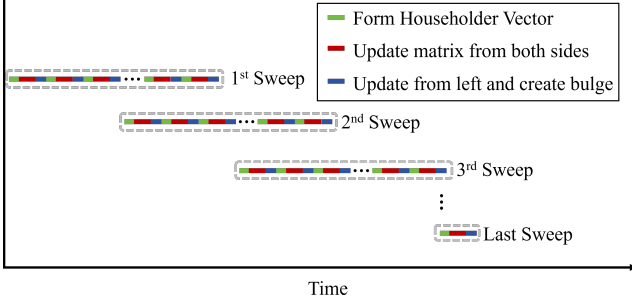 Form Householder Vector
Update matrix from both sides
Update from left and create bulge
1st Sweep
2nd Sweep
3rd Sweep
Last Sweep
Time